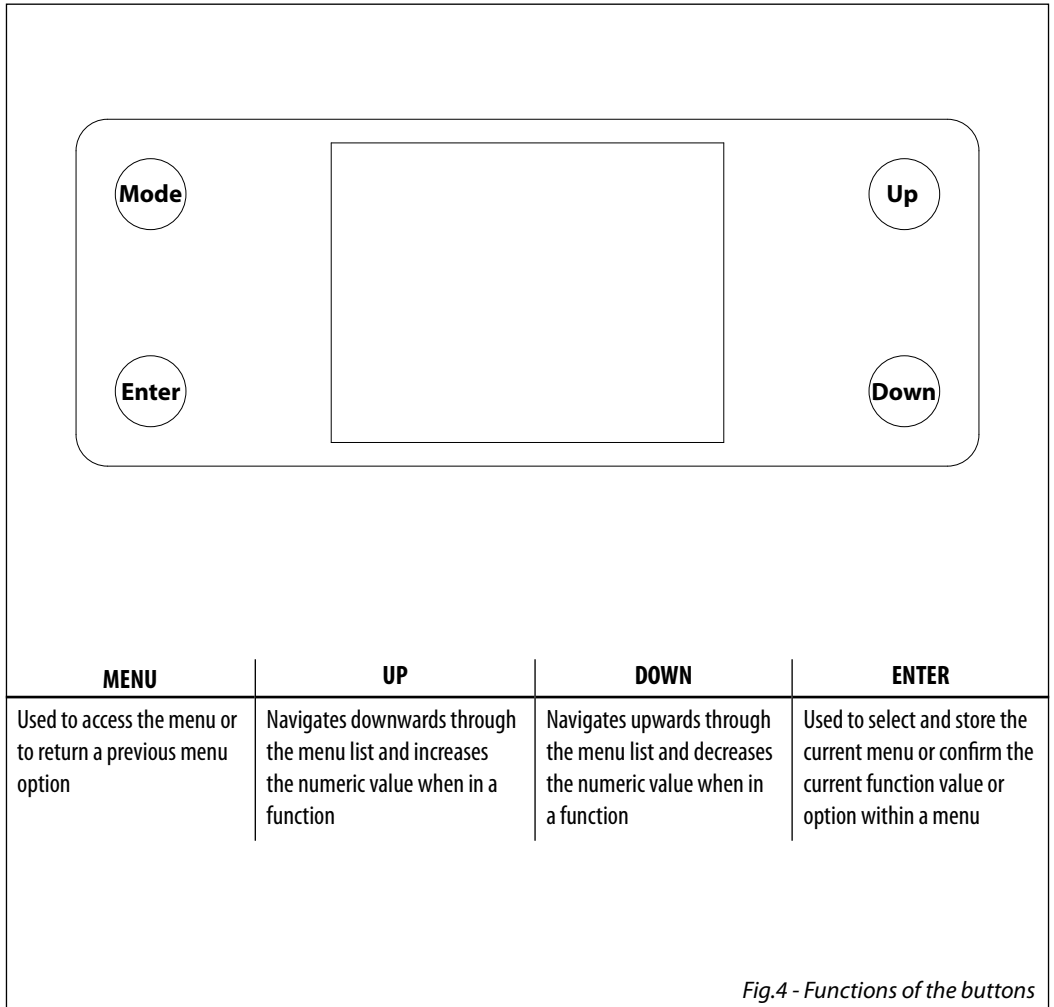 Mode
Up
Enter
Down
MENU
UP
DOWN
ENTER
Used to access the menu or
to return a previous menu
option
Navigates downwards through
the menu list and increases
the numeric value when in a
function
Navigates upwards through
the menu list and decreases
the numeric value when in
a function
Used to select and store the
current menu or confirm the
current function value or
option within a menu
Fig.4 - Functions of the buttons